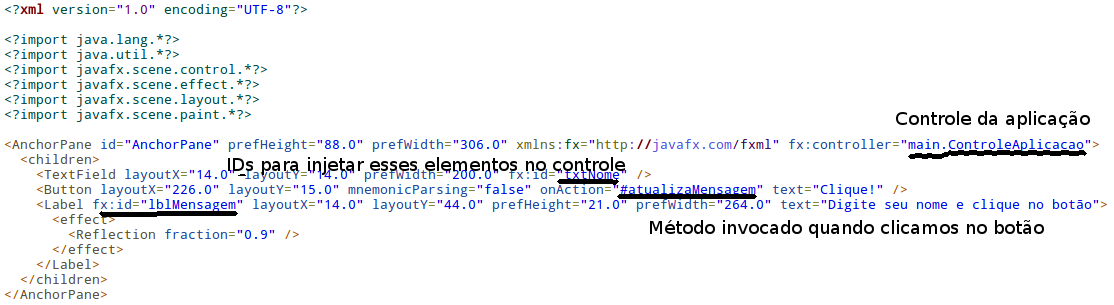 <?xml version="1.0" encoding="UTF-8"?>
<?import java.lang.*?>
<?import java.util.*?>
<?import javafx.scene.control.*?>
<?import javafx.scene.effect.*?>
<?import javafx.scene.layout.*?>
<?import javafx.scene.paint.*?>
Controle da aplicação
<AnchorPane id="AnchorPane" prefHeight="88.0" prefWidth="306.0" xmlns:fx="http://javafx.com/fxml" fx:controller="main.ControleAplicacao">
<children>
IDs para injetar esses elementos no controle
<TextField layoutX="14.0" layoutY="14.0" prefWidth="200.0" fx:id="txtNome" />
<Button layoutX="226.0" layoutY="15.0" mnemonicParsing="false" onAction="#atualizaMensagem" text="Clique!" />
<Label fx:id="lblMensagem" layoutX="14.0" layoutY="44.0" prefHeight="21.0" prefWidth="264.0" text="Digite seu nome e clique no botão">
<effect>
Método invocado quando clicamos no botão
<Reflection fraction="0.9" />
</effect>
</Label>
</children>
</AnchorPane>